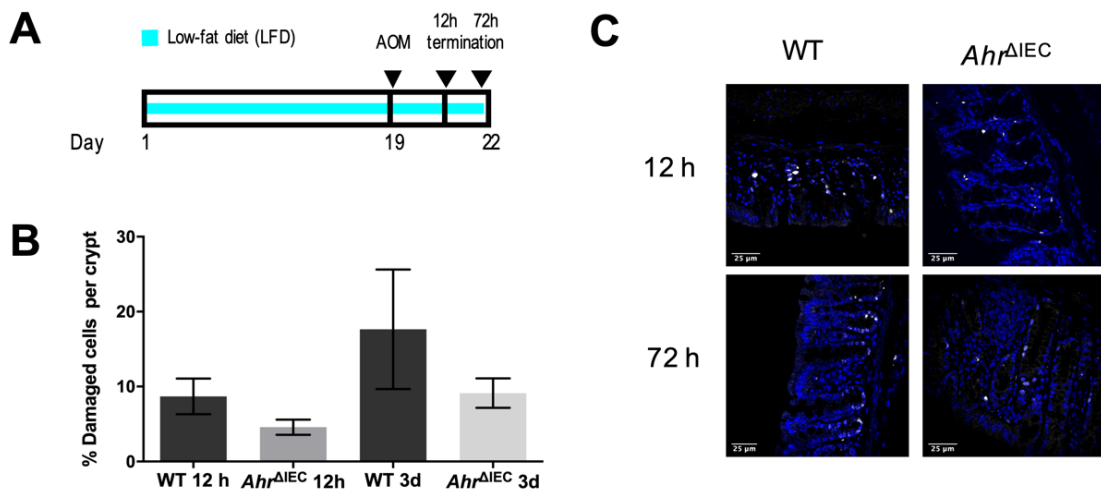 A
Low-fat diet (LFD)
AOM
12h 72h
termination
Day
1 19 22
B
% Damaged cells per crypt
30
20
10
0
WT 12 h AhrΔIEC 12h WT 3d AhrΔIEC 3d
C
WT AhrΔIEC
12 h
25 μm 25 μm
72 h
25 μm 25 μm